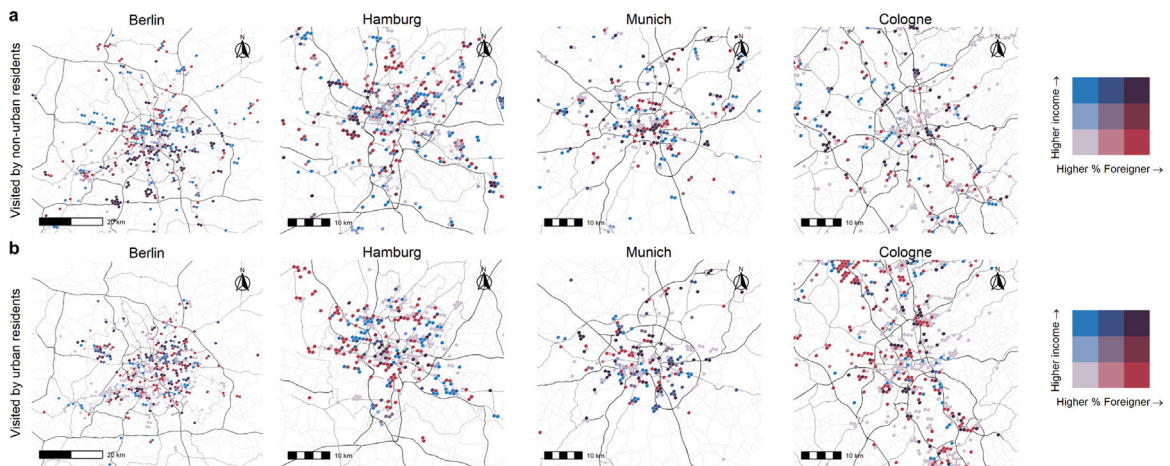 a
Berlin
Hamburg
Munich
Cologne
Visited by non-urban residents
N
N
N
N
20 km
10 km
10 km
10 km
Higher income →
Higher % Foreigner →
b
Berlin
Hamburg
Munich
Cologne
Visited by urban residents
N
N
N
N
20 km
10 km
10 km
10 km
Higher income →
Higher % Foreigner →